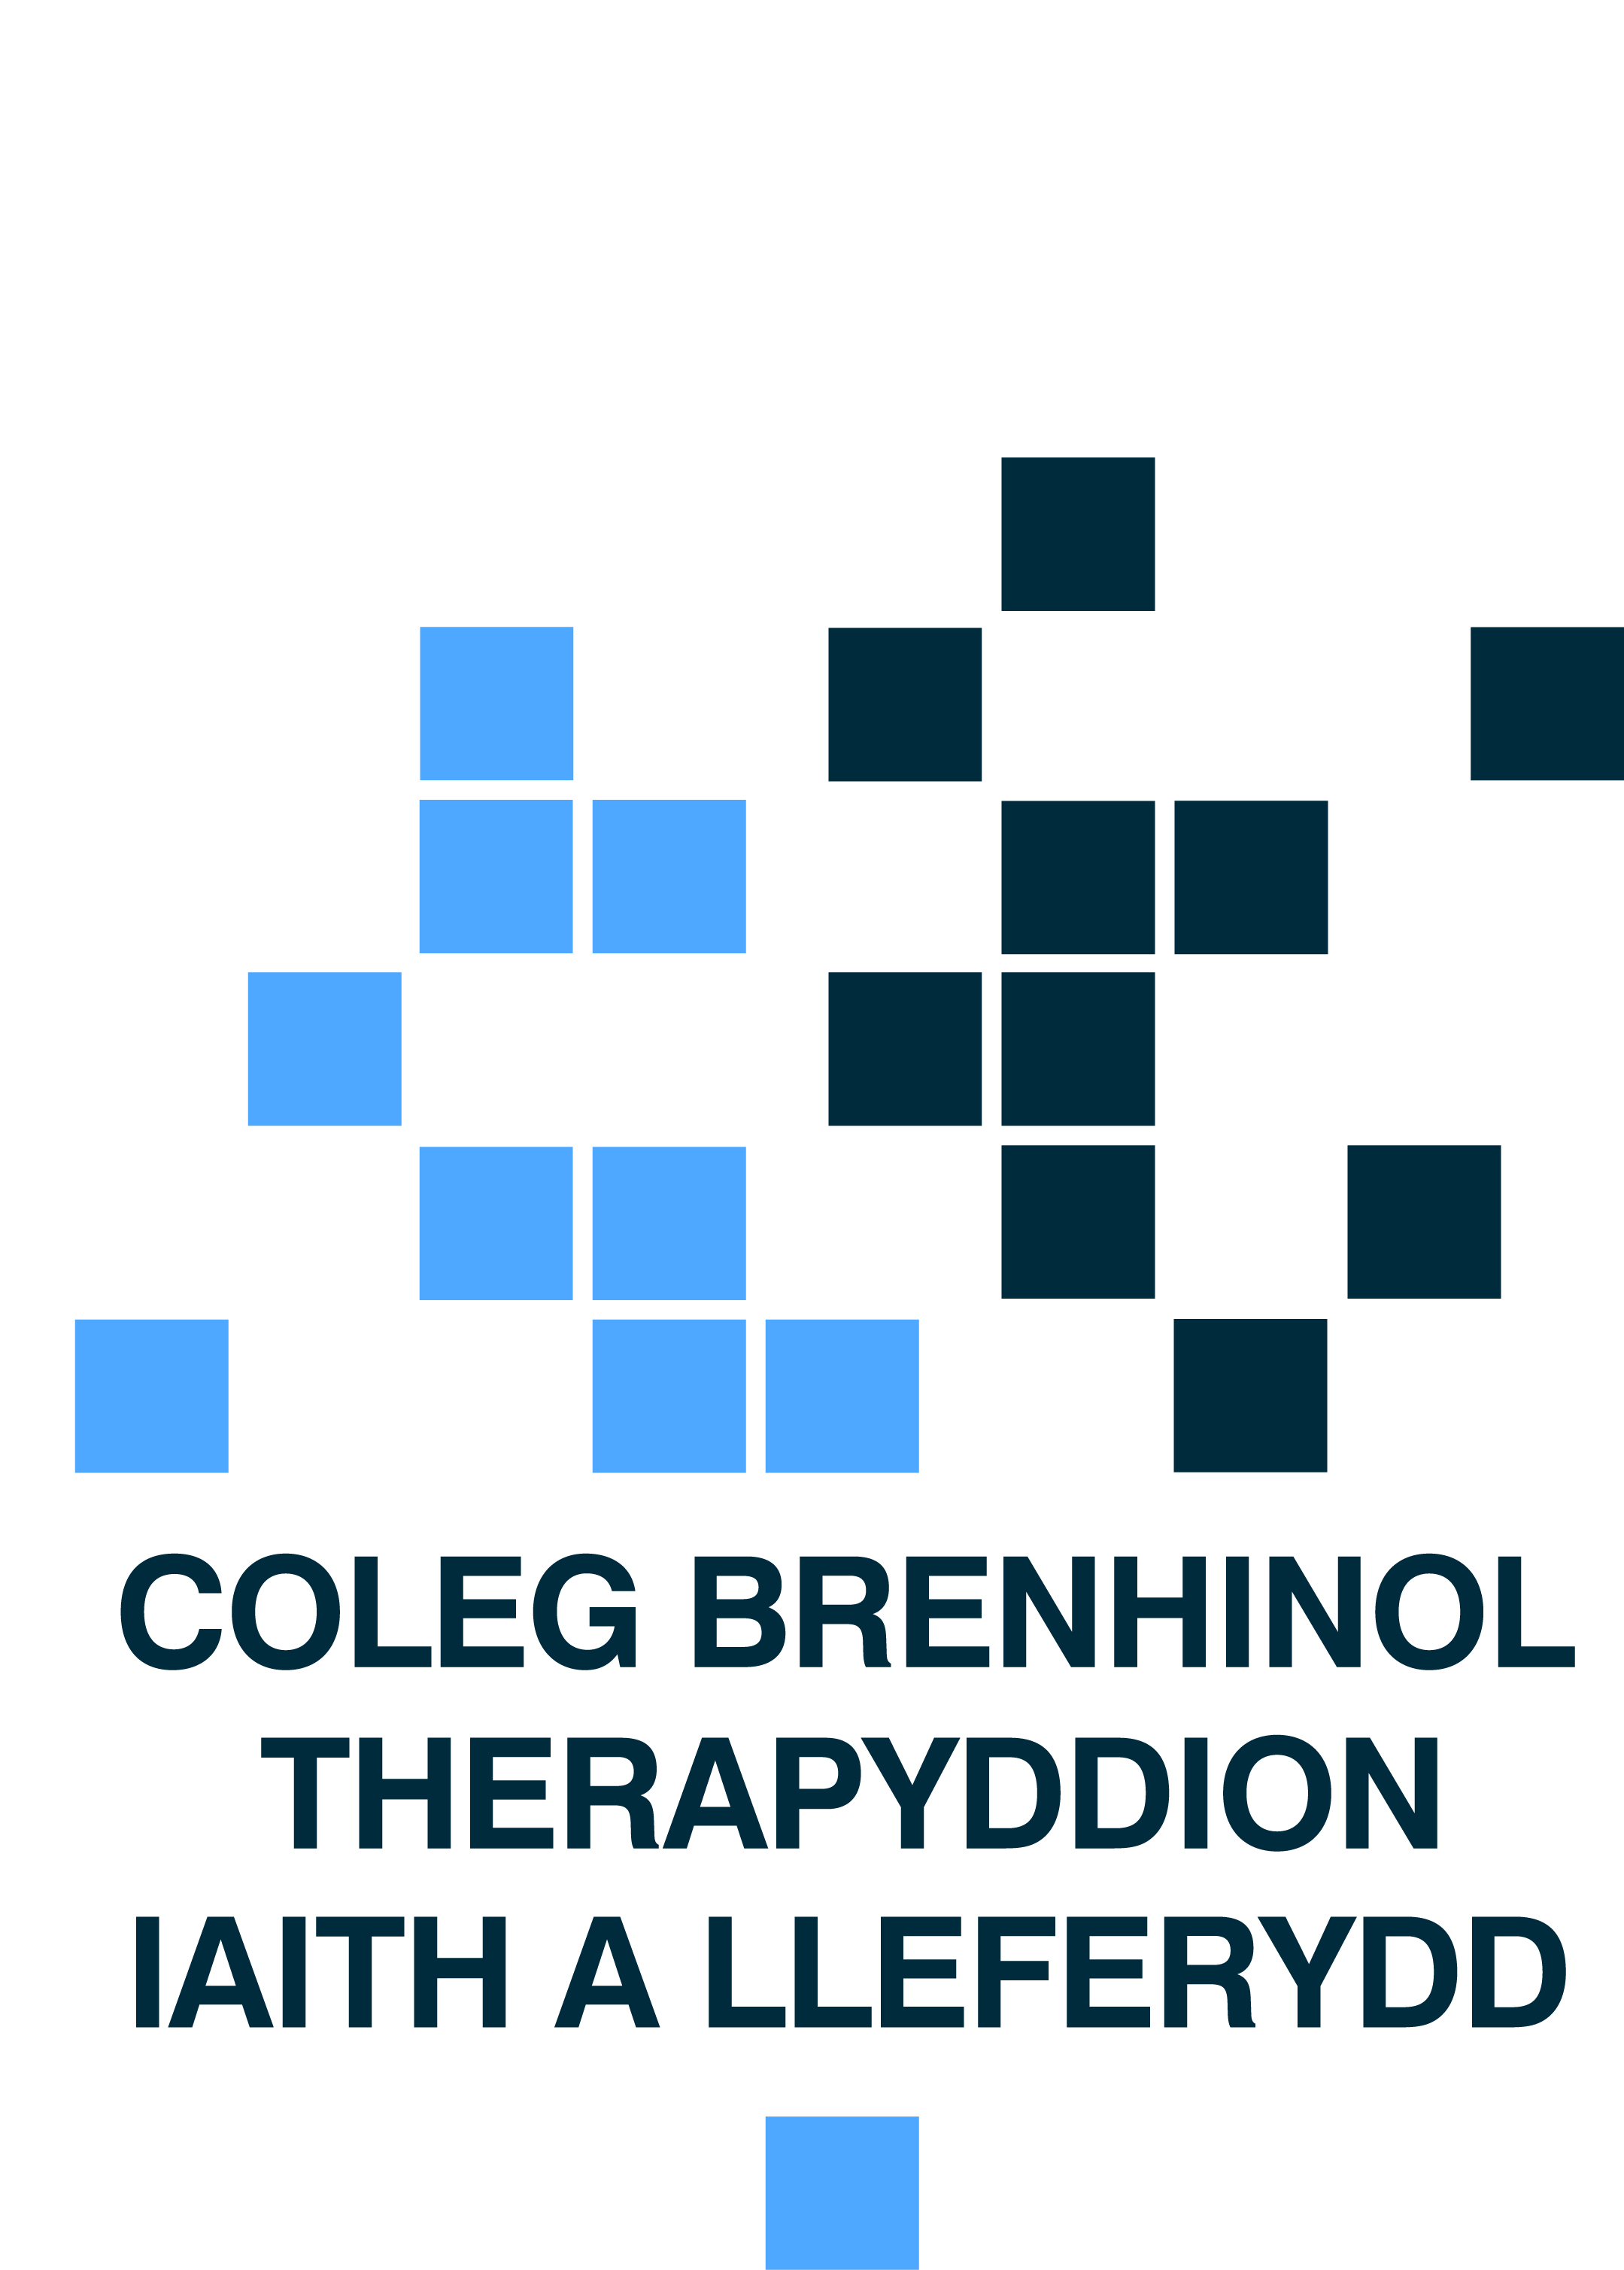 COLEG BRENHINOL
THERAPYDDION
IAITH A LLEFERYDD